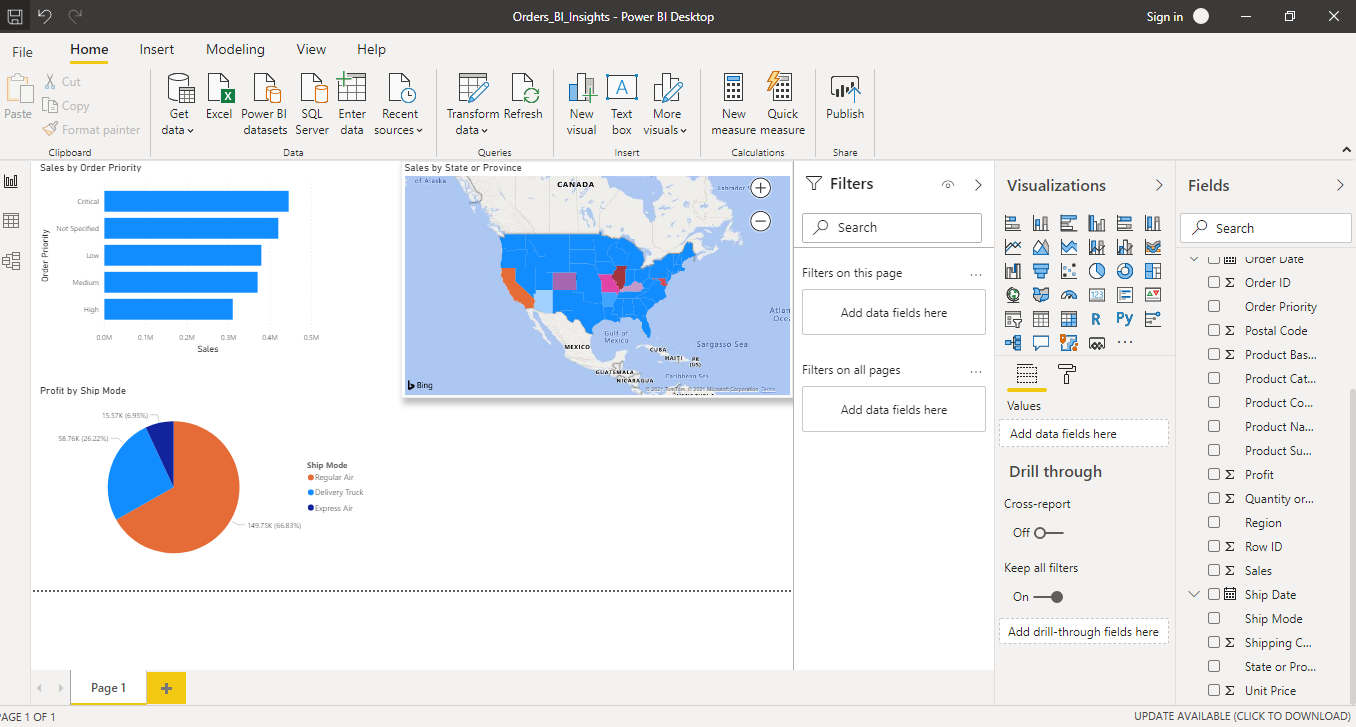 Orders_BI_Insights - Power BI Desktop
Sign in
File
Home
Insert
Modeling
View
Help
Paste
Cut
Copy
Format painter
Clipboard
Get data
Excel
Power BI datasets
SQL Server
Enter data
Recent sources
Data
Transform data
Refresh
Queries
New visual
Text box
More visuals
Insert
New measure
Quick measure
Calculations
Publish
Share
Sales by Order Priority
Order Priority
Critical
Not Specified
Low
Medium
High
0.0M 0.1M 0.2M 0.3M 0.4M 0.5M
Sales
Sales by State or Province
of Alaska
CANADA
Labrador
Gulf of
Mexico
MEXICO
CUBA
HAITI
PR
(US)
Sargasso Sea
Caribbean Sea
GUATEMALA
NICARAGUA
Bing
Profit by Ship Mode
15.57K (6.95%)
58.76K (26.22%)
149.75K (66.83%)
Ship Mode
Regular Air
Delivery Truck
Express Air
Filters
Search
Filters on this page
...
Add data fields here
Filters on all pages
...
Add data fields here
Visualizations
123
R
Py
...
Values
Add data fields here
Drill through
Cross-report
Off
Keep all filters
On
Add drill-through fields here
Fields
Search
Order Date
Σ Order ID
Order Priority
Σ Postal Code
Σ Product Bas...
Product Cat...
Product Co...
Product Na...
Product Su...
Σ Profit
Σ Quantity or...
Region
Σ Row ID
Σ Sales
Ship Date
Ship Mode
Σ Shipping C...
State or Pro...
Σ Unit Price
Page 1
+
PAGE 1 OF 1
UPDATE AVAILABLE (CLICK TO DOWNLOAD)